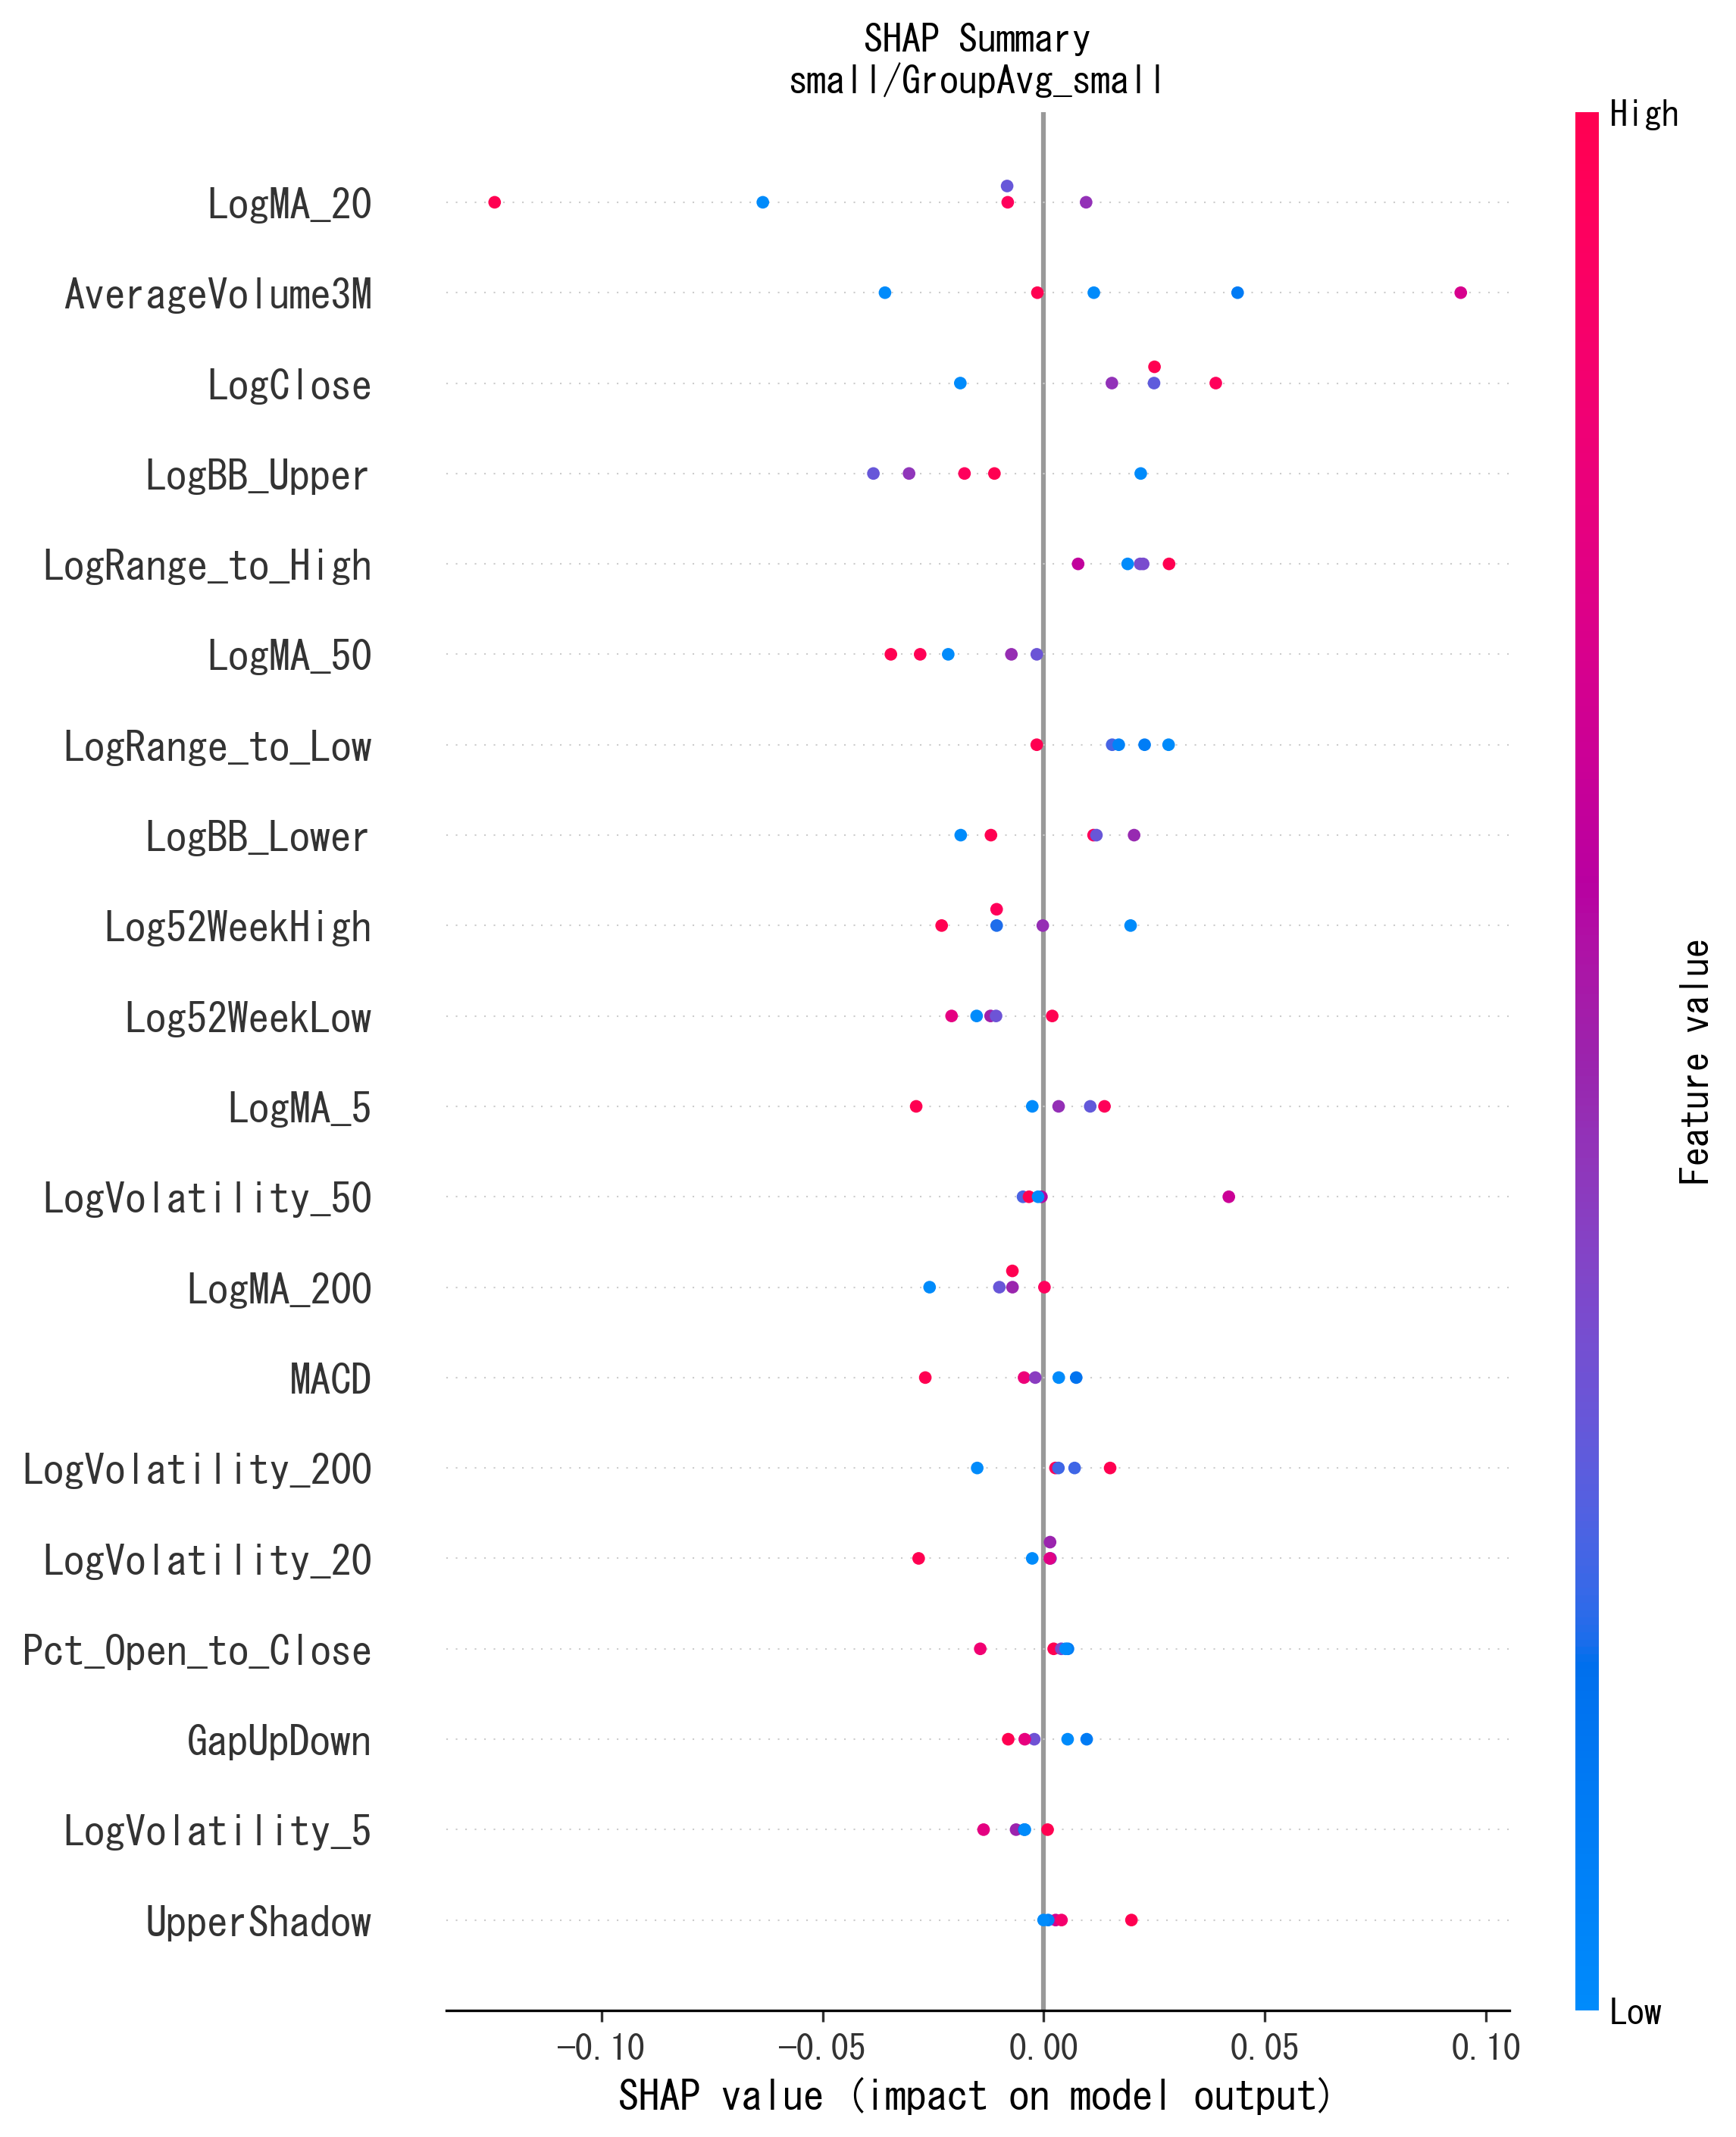 SHAP Summary
small/GroupAvg_small
High
LogMA_20
AverageVolume3M
LogClose
LogBB_Upper
LogRange_to_High
LogMA_50
LogRange_to_Low
LogBB_Lower
Log52WeekHigh
Log52WeekLow
LogMA_5
LogVolatility_50
LogMA_200
MACD
LogVolatility_200
LogVolatility_20
Pct_Open_to_Close
GapUpDown
LogVolatility_5
UpperShadow
Feature value
Low
−0.10 −0.05 0.00 0.05 0.10
SHAP value (impact on model output)